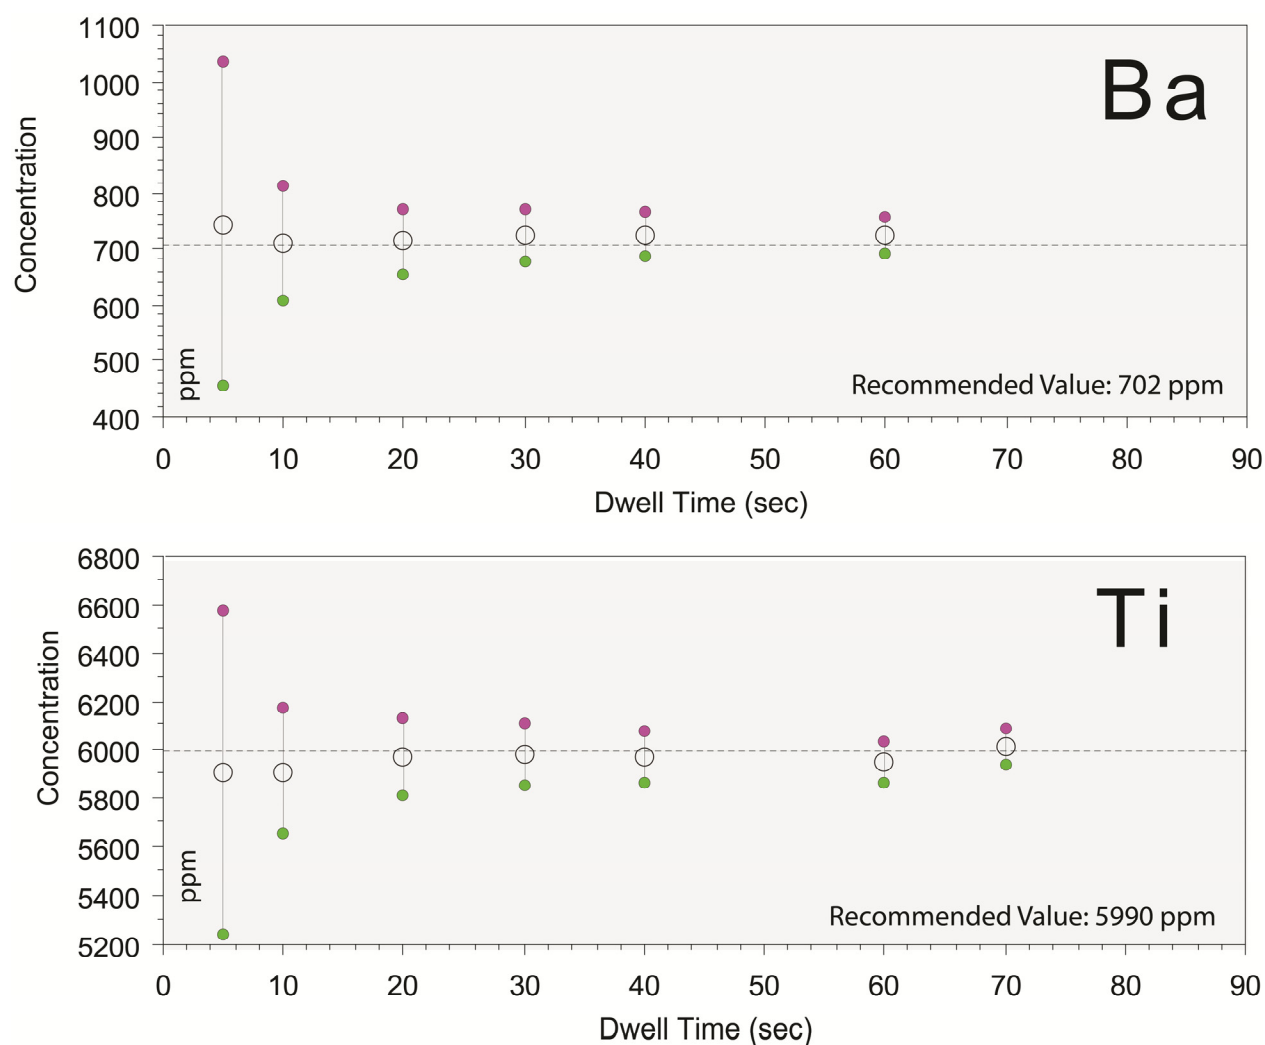 1100
1000
900
800
700
600
500
400
Concentration
ppm
Ba
Recommended Value: 702 ppm
0 10 20 30 40 50 60 70 80 90
Dwell Time (sec)
6800
6600
6400
6200
6000
5800
5600
5400
5200
Concentration
ppm
Ti
Recommended Value: 5990 ppm
0 10 20 30 40 50 60 70 80 90
Dwell Time (sec)